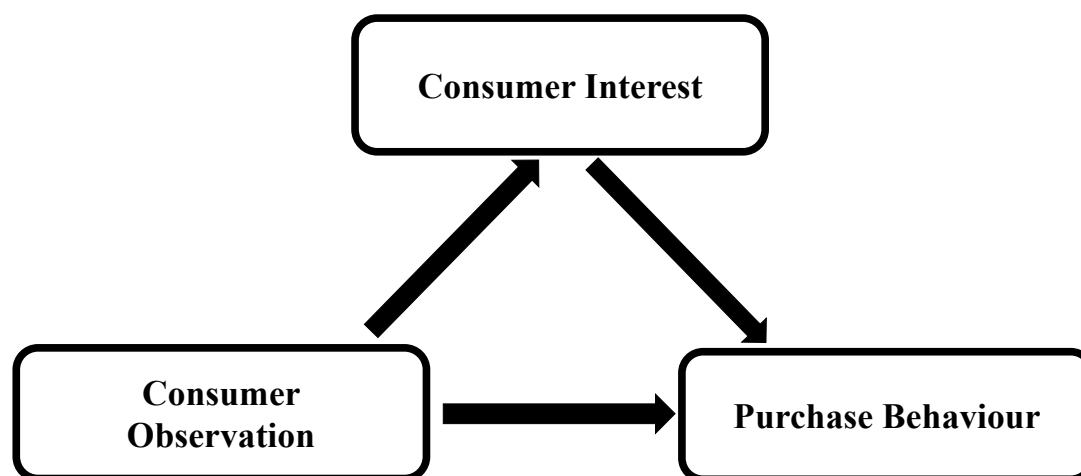 Consumer Interest
Consumer
Observation
Purchase Behaviour